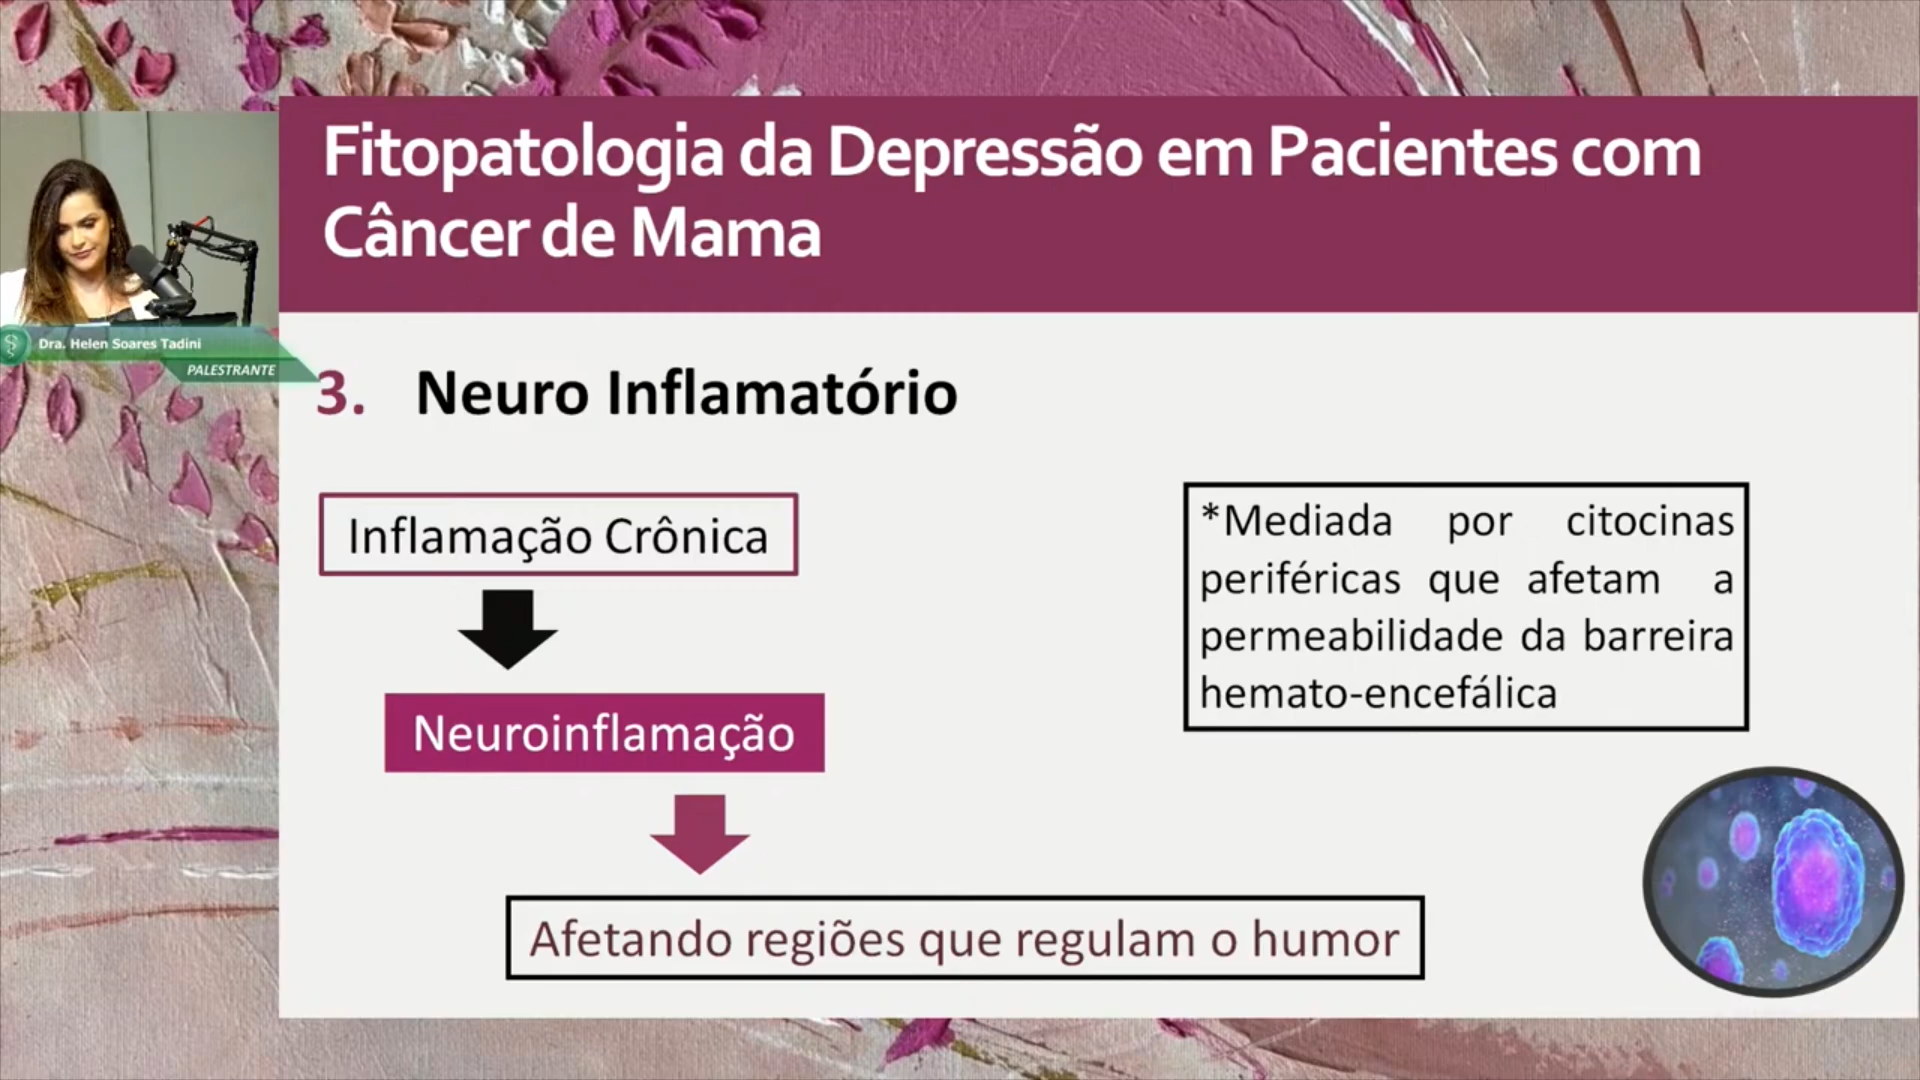 Fitopatologia da Depressão em Pacientes com
Câncer de Mama
Dra. Helen Soares Tadini
PALESTRANTE
3. Neuro Inflamatório
Inflamação Crônica
*Mediada por citocinas
periféricas que afetam a
permeabilidade da barreira
hemato-encefálica
Neuroinflamação
Afetando regiões que regulam o humor